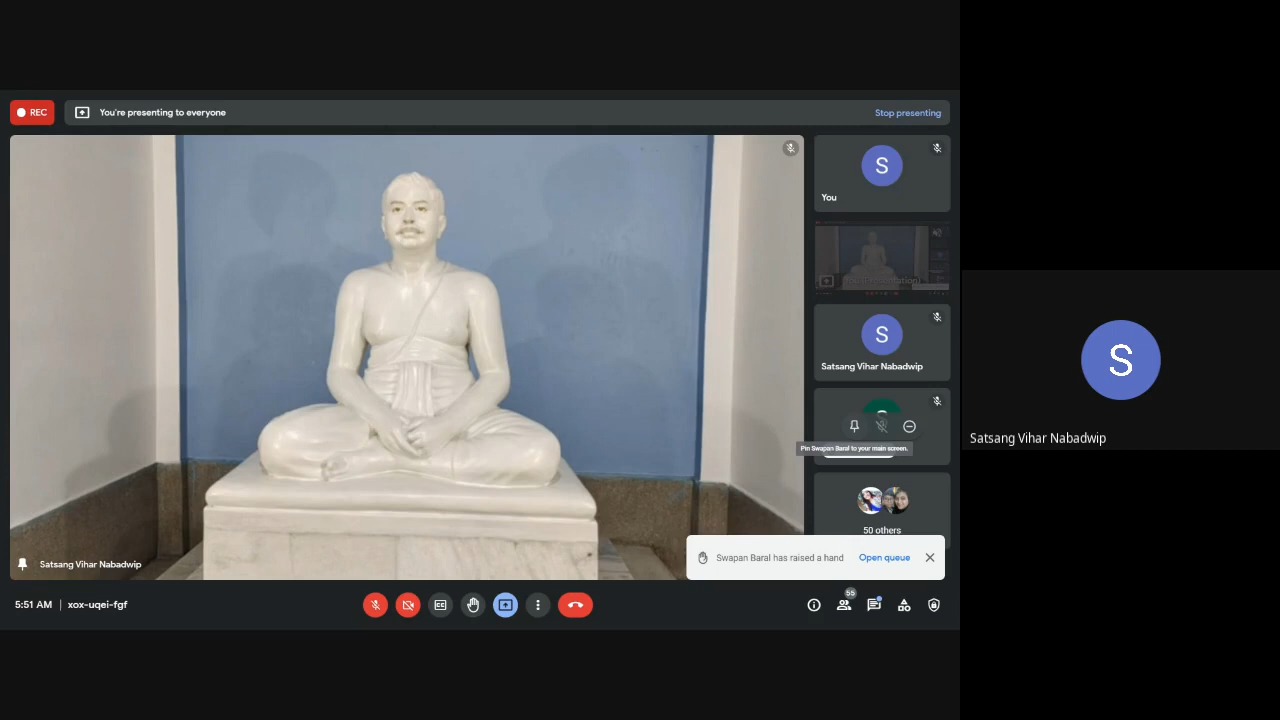 REC
You're presenting to everyone
Stop presenting
S
You
S
Satsang Vihar Nabadwip
Pin Swapan Baral to your main screen.
50 others
Swapan Baral has raised a hand
Open queue
Satsang Vihar Nabadwip
5:51 AM | xox-uqei-fgf
CC
55
S
Satsang Vihar Nabadwip